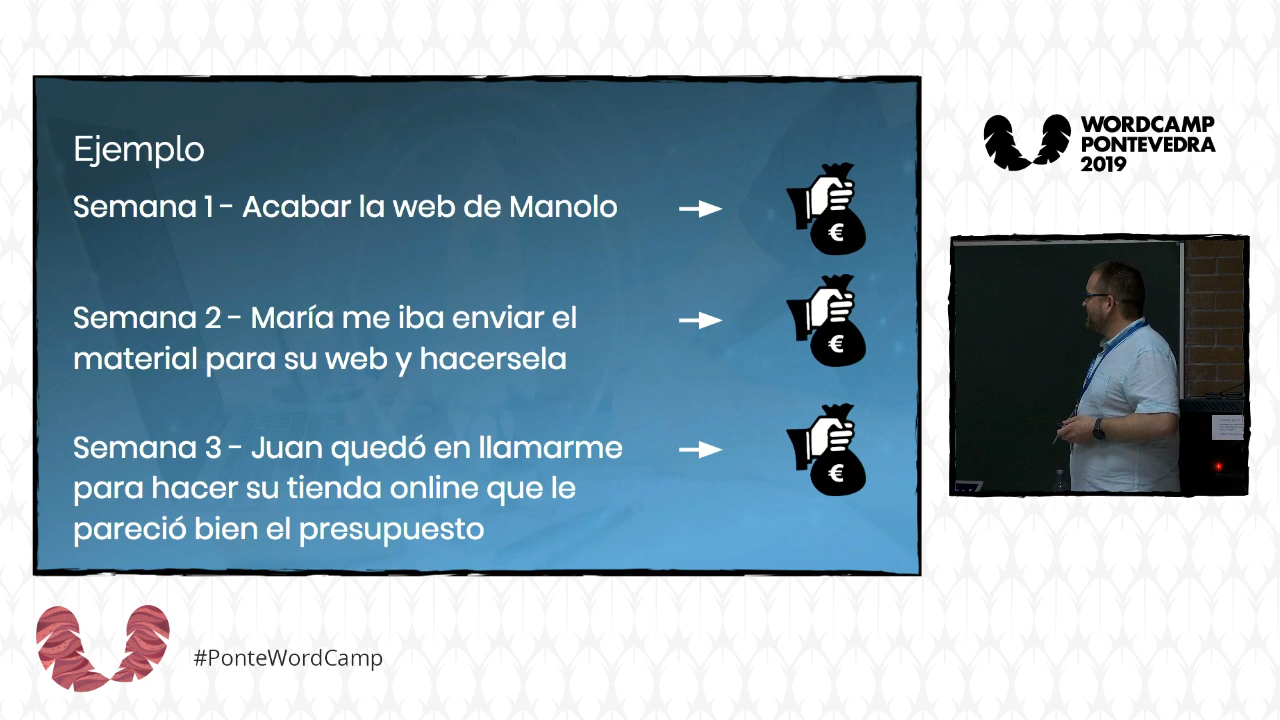 WORDCAMP
PONTEVEDRA
2019
Ejemplo
Semana 1 - Acabar la web de Manolo
€
Semana 2 - María me iba enviar el
material para su web y hacersela
€
Semana 3 - Juan quedó en llamarme
para hacer su tienda online que le
pareció bien el presupuesto
€
#PonteWordCamp